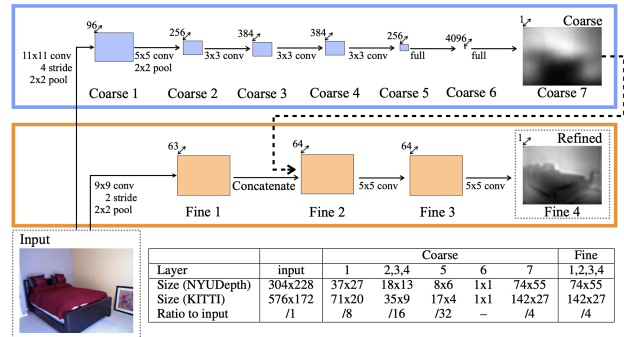 96
256
384
384
256
4096
1
Coarse
11x11 conv
4 stride
2x2 pool
5x5 conv
2x2 pool
3x3 conv
3x3 conv
3x3 conv
full
full
Coarse 1
Coarse 2
Coarse 3
Coarse 4
Coarse 5
Coarse 6
Coarse 7
63
64
64
1
Refined
9x9 conv
2 stride
2x2 pool
Concatenate
5x5 conv
5x5 conv
Fine 1
Fine 2
Fine 3
Fine 4
Input
Coarse Fine
Layer input 1 2,3,4 5 6 7 1,2,3,4
Size (NYUDepth) 304x228 37x27 18x13 8x6 1x1 74x55 74x55
Size (KITTI) 576x172 71x20 35x9 17x4 1x1 142x27 142x27
Ratio to input /1 /8 /16 /32 – /4 /4